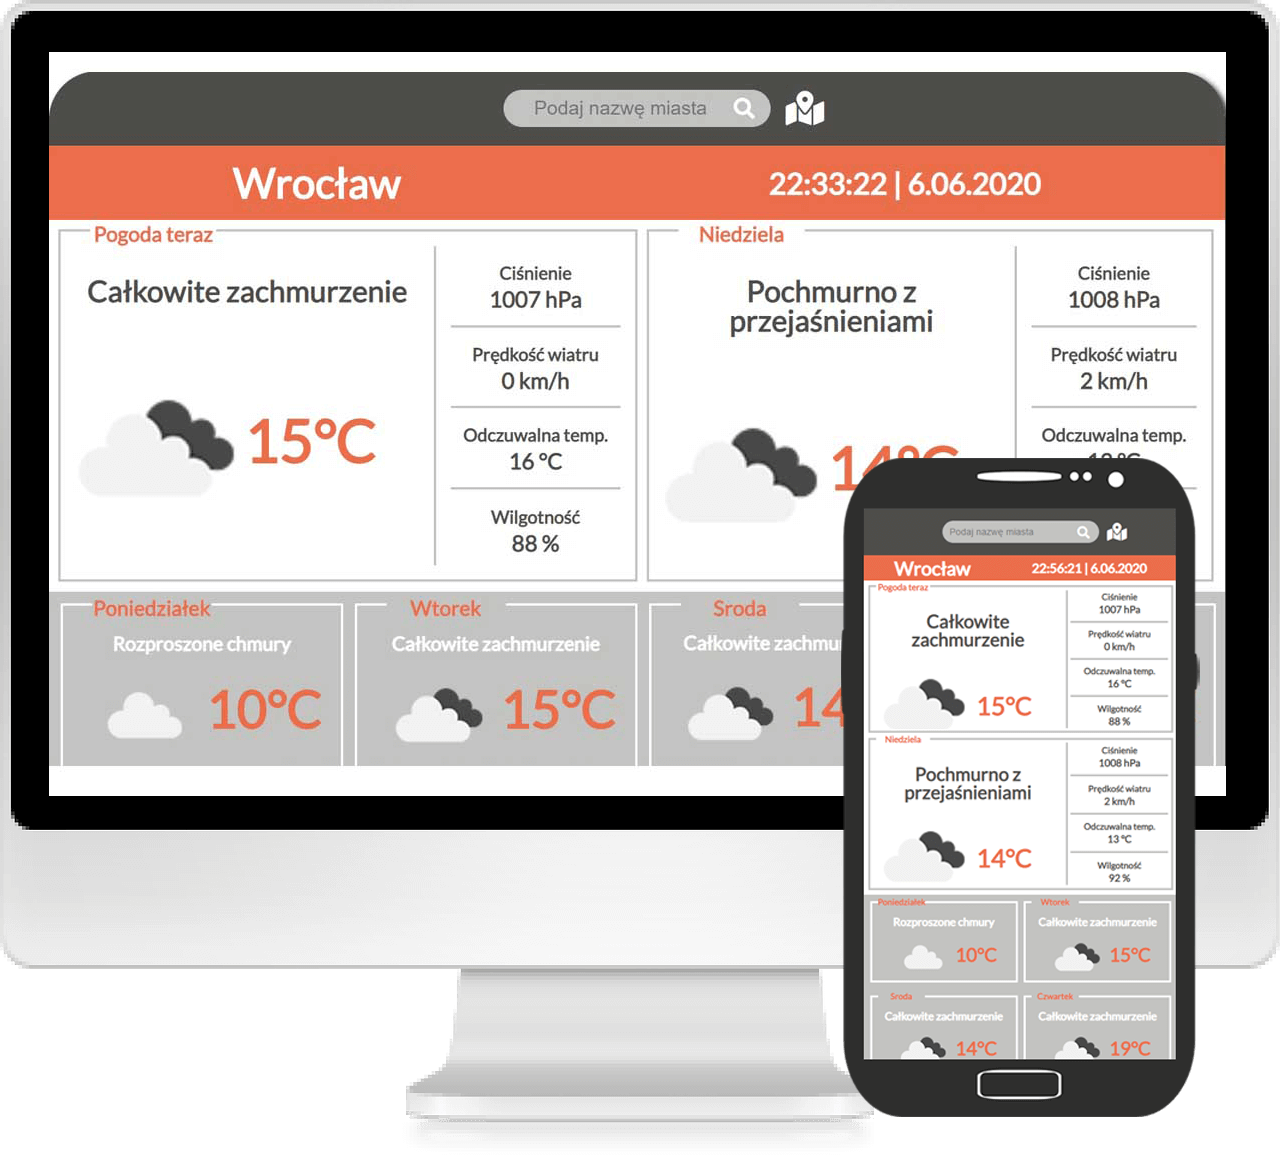 Podaj nazwę miasta
Wrocław
22:33:22 | 6.06.2020
Pogoda teraz
Całkowite zachmurzenie
15°C
Ciśnienie
1007 hPa
Prędkość wiatru
0 km/h
Odczuwalna temp.
16 °C
Wilgotność
88 %
Niedziela
Pochmurno z
przejaśnieniami
14°C
Ciśnienie
1008 hPa
Prędkość wiatru
2 km/h
Odczuwalna temp.
Poniedziałek
Rozproszone chmury
10°C
Wtorek
Całkowite zachmurzenie
15°C
Sroda
Całkowite zachmu
14
Podaj nazwę miasta
Wrocław
22:56:21 | 6.06.2020
Pogoda teraz
Całkowite
zachmurzenie
15°C
Ciśnienie
1007 hPa
Prędkość wiatru
0 km/h
Odczuwalna temp.
16 °C
Wilgotność
88 %
Niedziela
Pochmurno z
przejaśnieniami
14°C
Ciśnienie
1008 hPa
Prędkość wiatru
2 km/h
Odczuwalna temp.
13 °C
Wilgotność
92 %
Poniedziałek
Rozproszone chmury
10°C
Wtorek
Całkowite zachmurzenie
15°C
Sroda
Całkowite zachmurzenie
14°C
Czwartek
Całkowite zachmurzenie
19°C